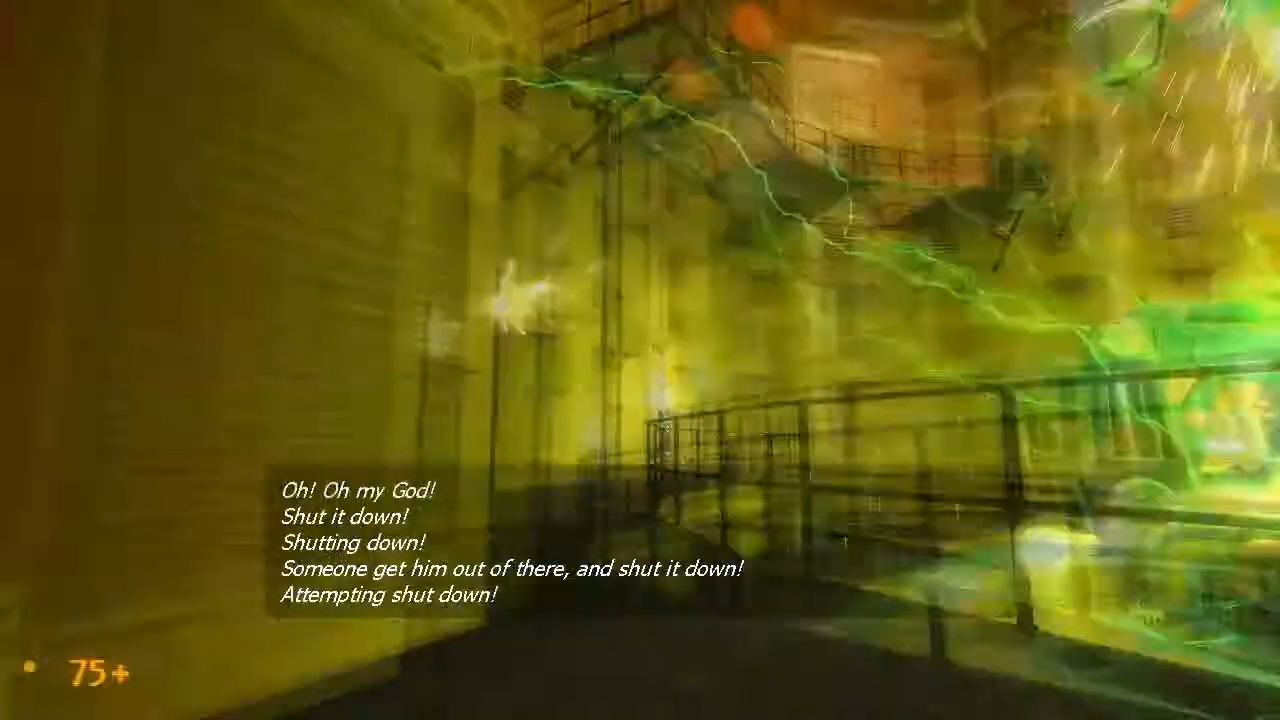 Oh! Oh my God!
Shut it down!
Shutting down!
Someone get him out of there, and shut it down!
Attempting shut down!
75+